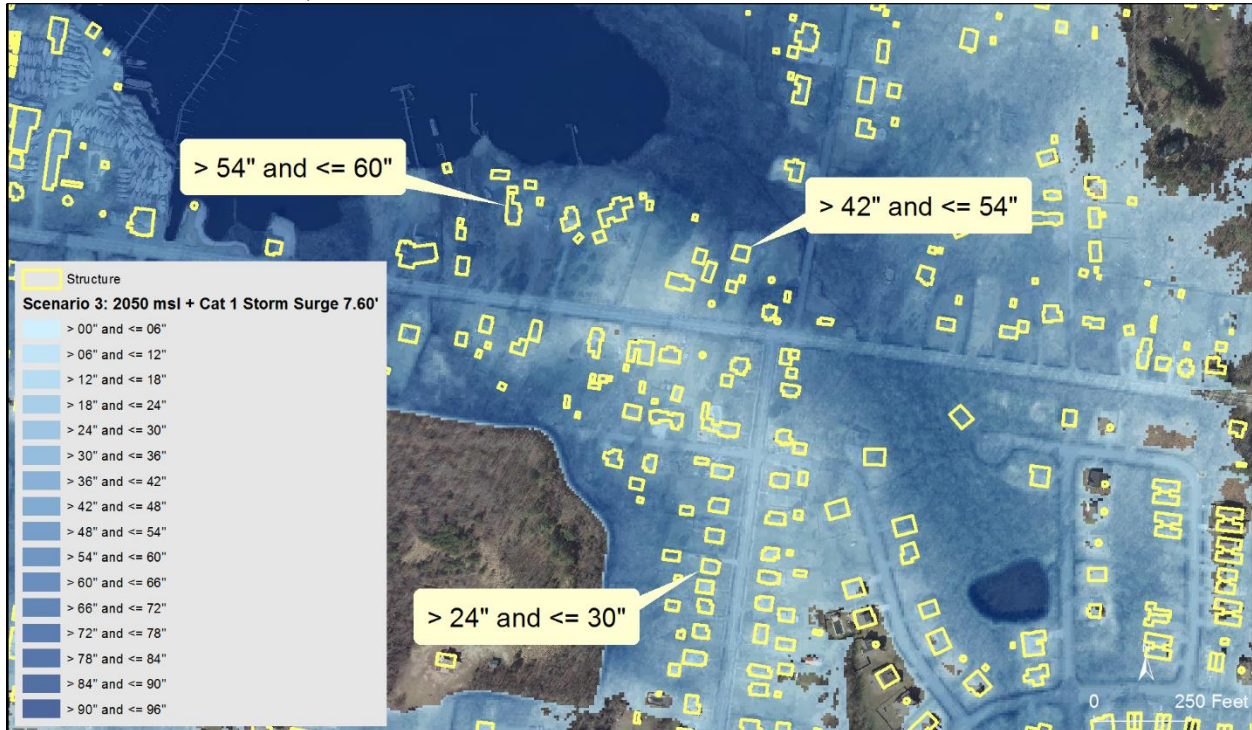 > 54" and <= 60"
> 42" and <= 54"
Structure
Scenario 3: 2050 msl + Cat 1 Storm Surge 7.60'
> 00" and <= 06"
> 06" and <= 12"
> 12" and <= 18"
> 18" and <= 24"
> 24" and <= 30"
> 30" and <= 36"
> 36" and <= 42"
> 42" and <= 48"
> 48" and <= 54"
> 54" and <= 60"
> 60" and <= 66"
> 66" and <= 72"
> 72" and <= 78"
> 78" and <= 84"
> 84" and <= 90"
> 90" and <= 96"
> 24" and <= 30"
0 250 Feet